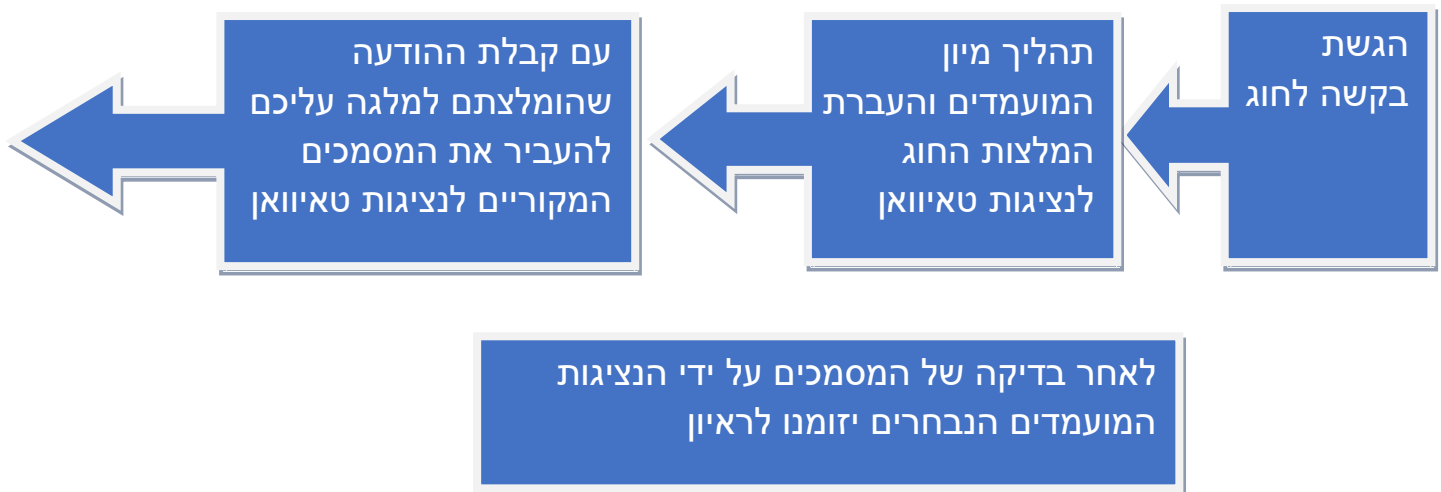 הגשת
בקשה לחוג
תהליך מיון
המועמדים והעברת
המלצות החוג
לנציגות טאיוואן
עם קבלת ההודעה
שהומלצתם למלגה עליכם
להעביר את המסמכים
המקוריים לנציגות טאיוואן
לאחר בדיקה של המסמכים על ידי הנציגות
המועמדים הנבחרים יזומנו לראיון